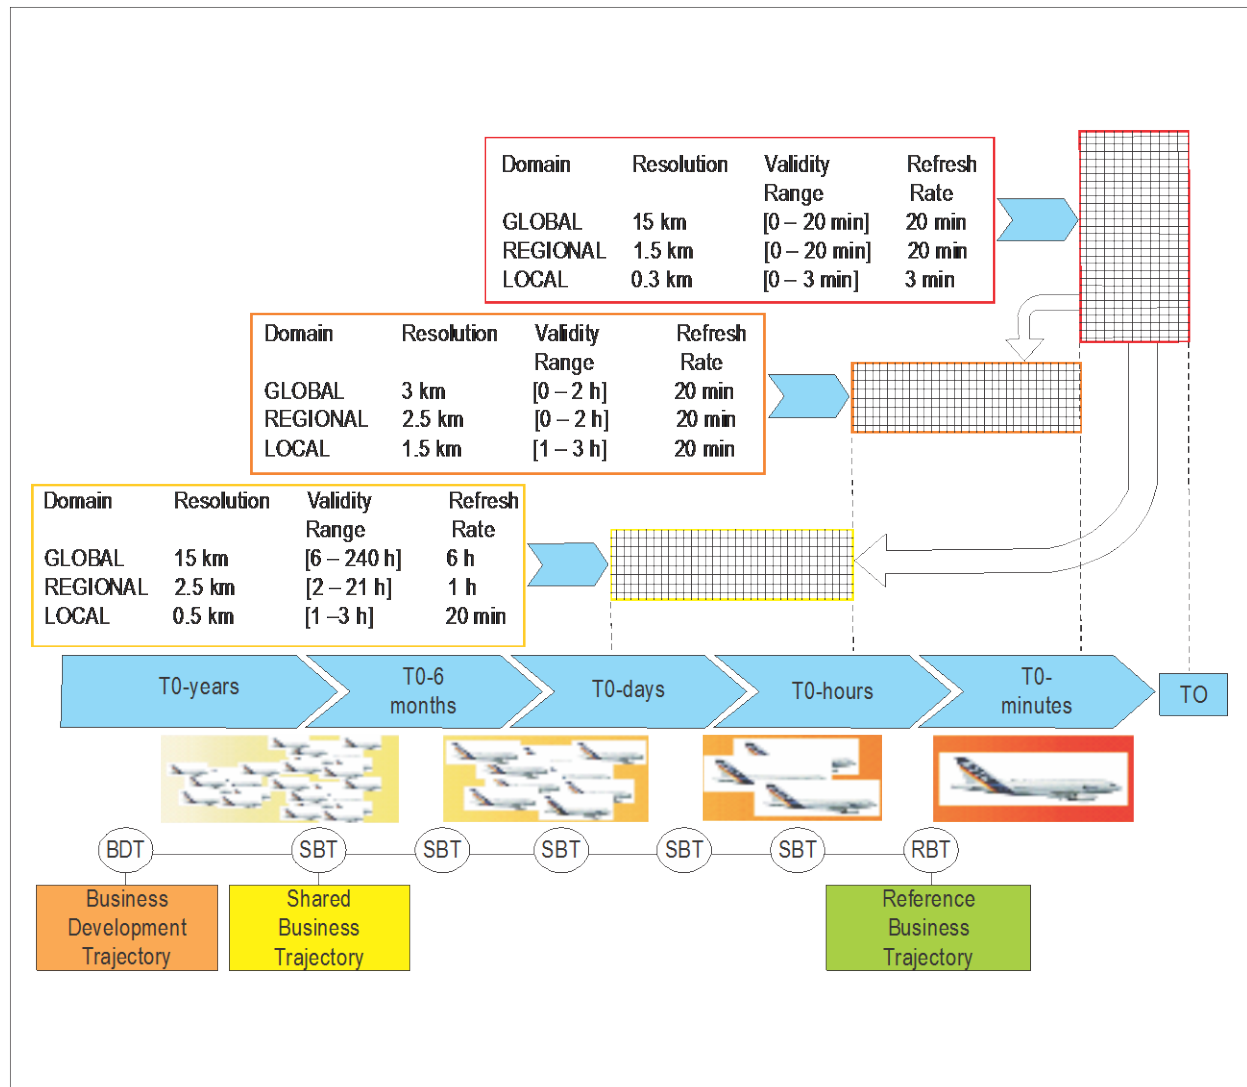 Domain Resolution Validity Refresh
Range Rate
GLOBAL 15 km [0 – 20 min] 20 min
REGIONAL 1.5 km [0 – 20 min] 20 min
LOCAL 0.3 km [0 – 3 min] 3 min
Domain Resolution Validity Refresh
Range Rate
GLOBAL 3 km [0 – 2 h] 20 min
REGIONAL 2.5 km [0 – 2 h] 20 min
LOCAL 1.5 km [1 – 3 h] 20 min
Domain Resolution Validity Refresh
Range Rate
GLOBAL 15 km [6 – 240 h] 6 h
REGIONAL 2.5 km [2 – 21 h] 1 h
LOCAL 0.5 km [1 –3 h] 20 min
T0-years
T0-6
months
T0-days
T0-hours
T0-
minutes
TO
BDT SBT SBT SBT SBT SBT RBT
Business
Development
Trajectory
Shared
Business
Trajectory
Reference
Business
Trajectory